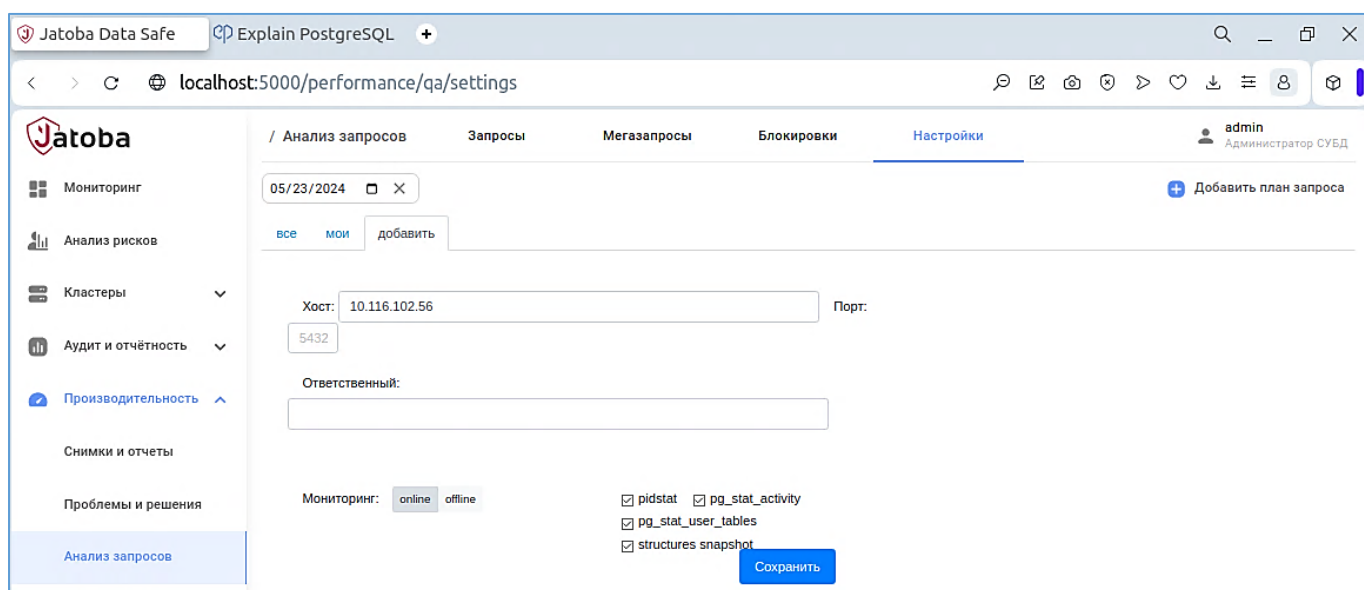 Jatoba Data Safe Explain PostgreSQL +
localhost:5000/performance/qa/settings
Jatoba / Анализ запросов Запросы Мегазапросы Блокировки Настройки admin
Администратор СУБД
Мониторинг 05/23/2024 Добавить план запроса
Анализ рисков все мои добавить
Кластеры Хост: 10.116.102.56 Порт:
Аудит и отчётность 5432
Производительность Ответственный:
Снимки и отчеты
Проблемы и решения Мониторинг: online offline pidstat pg_stat_activity
pg_stat_user_tables
structures snapshot
Анализ запросов Сохранить